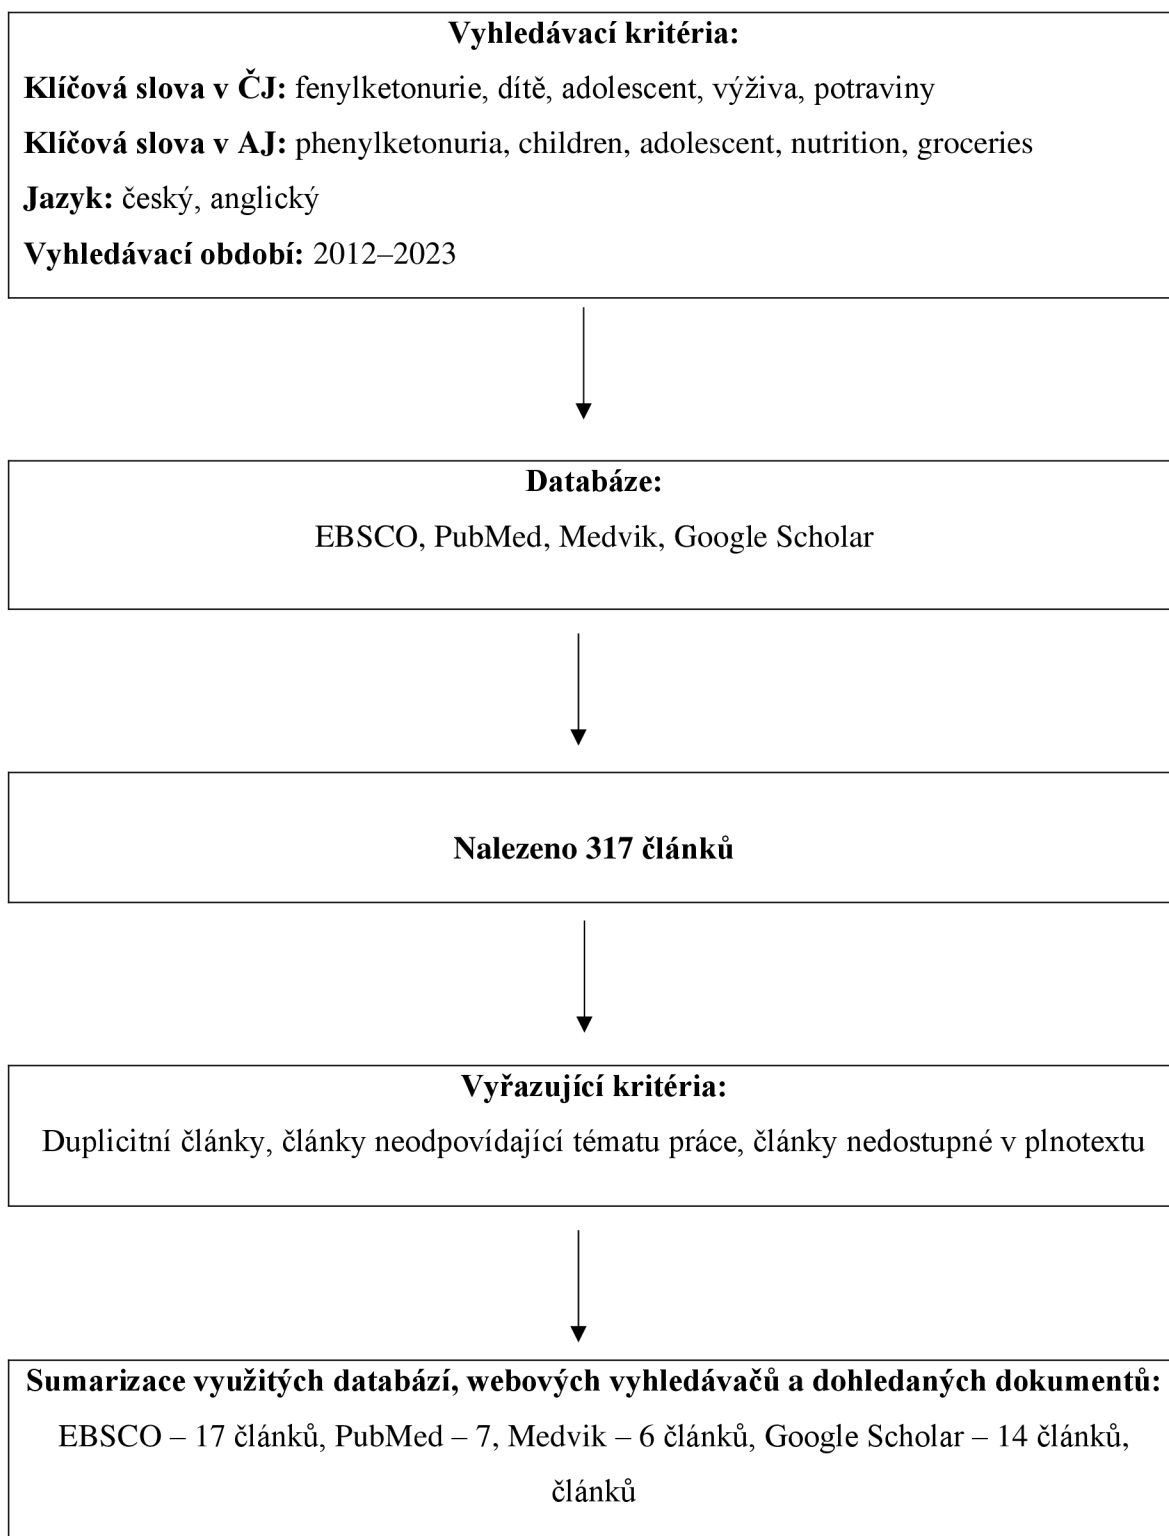 Vyhledávací kritéria:
Klíčová slova v ČJ: fenylketonurie, dítě, adolescent, výživa, potraviny
Klíčová slova v AJ: phenylketonuria, children, adolescent, nutrition, groceries
Jazyk: český, anglický
Vyhledávací období: 2012–2023
Databáze:
EBSCO, PubMed, Medvik, Google Scholar
Nalezeno 317 článků
Vyřazující kritéria:
Duplicitní články, články neodpovídající tématu práce, články nedostupné v plnotextu
Sumarizace využitých databází, webových vyhledávačů a dohledaných dokumentů:
EBSCO – 17 článků, PubMed – 7, Medvik – 6 článků, Google Scholar – 14 článků,
článků